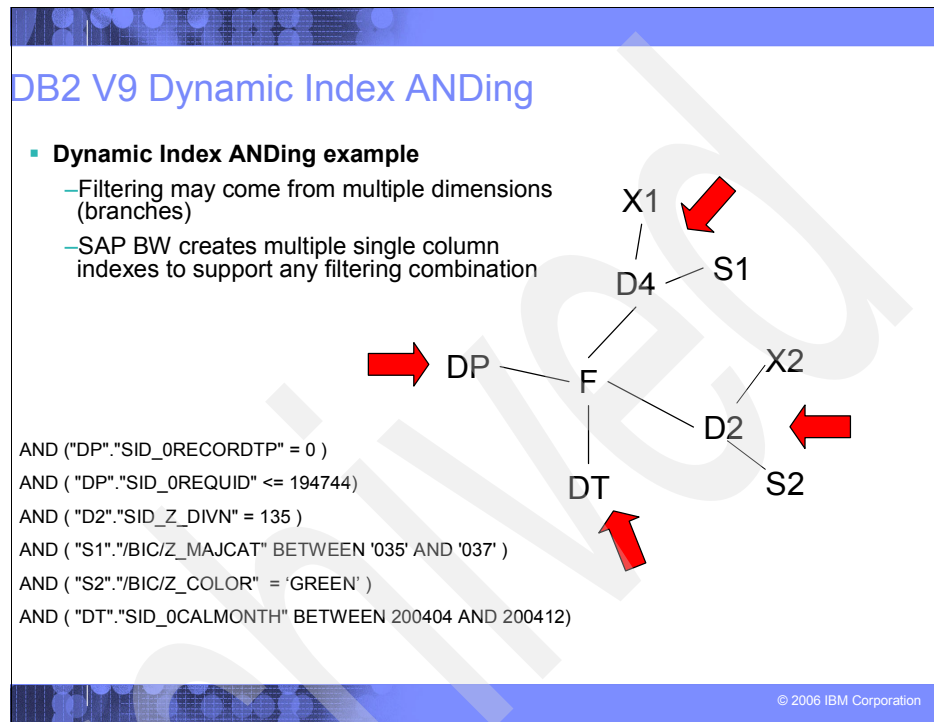 DB2 V9 Dynamic Index ANDing
▪ Dynamic Index ANDing example
–Filtering may come from multiple dimensions
(branches)
–SAP BW creates multiple single column
indexes to support any filtering combination
X1
D4
S1
DP
F
X2
D2
DT
S2
AND ("DP"."SID_0RECORDTP" = 0 )
AND ( "DP"."SID_0REQUID" <= 194744)
AND ( "D2"."SID_Z_DIVN" = 135 )
AND ( "S1"."/BIC/Z_MAJCAT" BETWEEN '035' AND '037' )
AND ( "S2"."/BIC/Z_COLOR" = ‘GREEN’ )
AND ( "DT"."SID_0CALMONTH" BETWEEN 200404 AND 200412)
© 2006 IBM Corporation